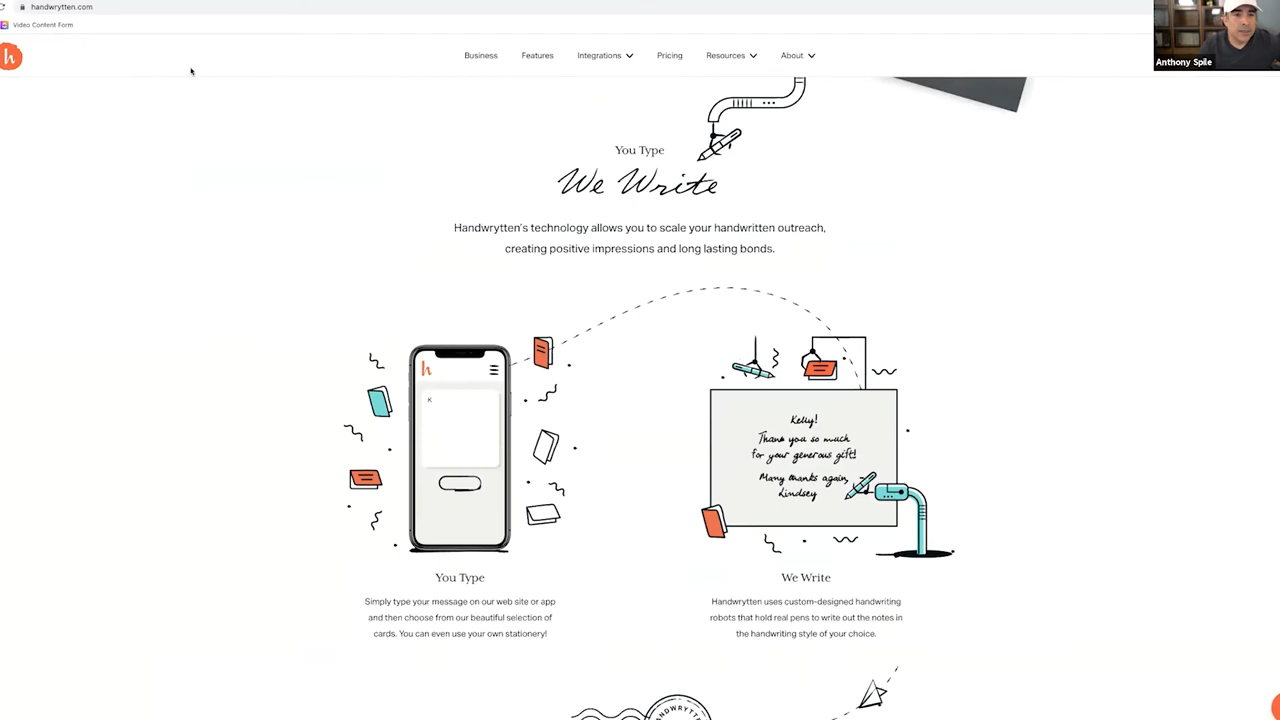 handwrytten.com
Video Content Form
h
Business Features Integrations Pricing Resources About
Anthony Spile
You Type
We Write
Handwrytten's technology allows you to scale your handwritten outreach,
creating positive impressions and long lasting bonds.
h
K
Kelly!
Thank you so much
for your generous gift!
Many thanks again,
Lindsey
You Type
Simply type your message on our web site or app
and then choose from our beautiful selection of
cards. You can even use your own stationery!
We Write
Handwrytten uses custom-designed handwriting
robots that hold real pens to write out the notes in
the handwriting style of your choice.